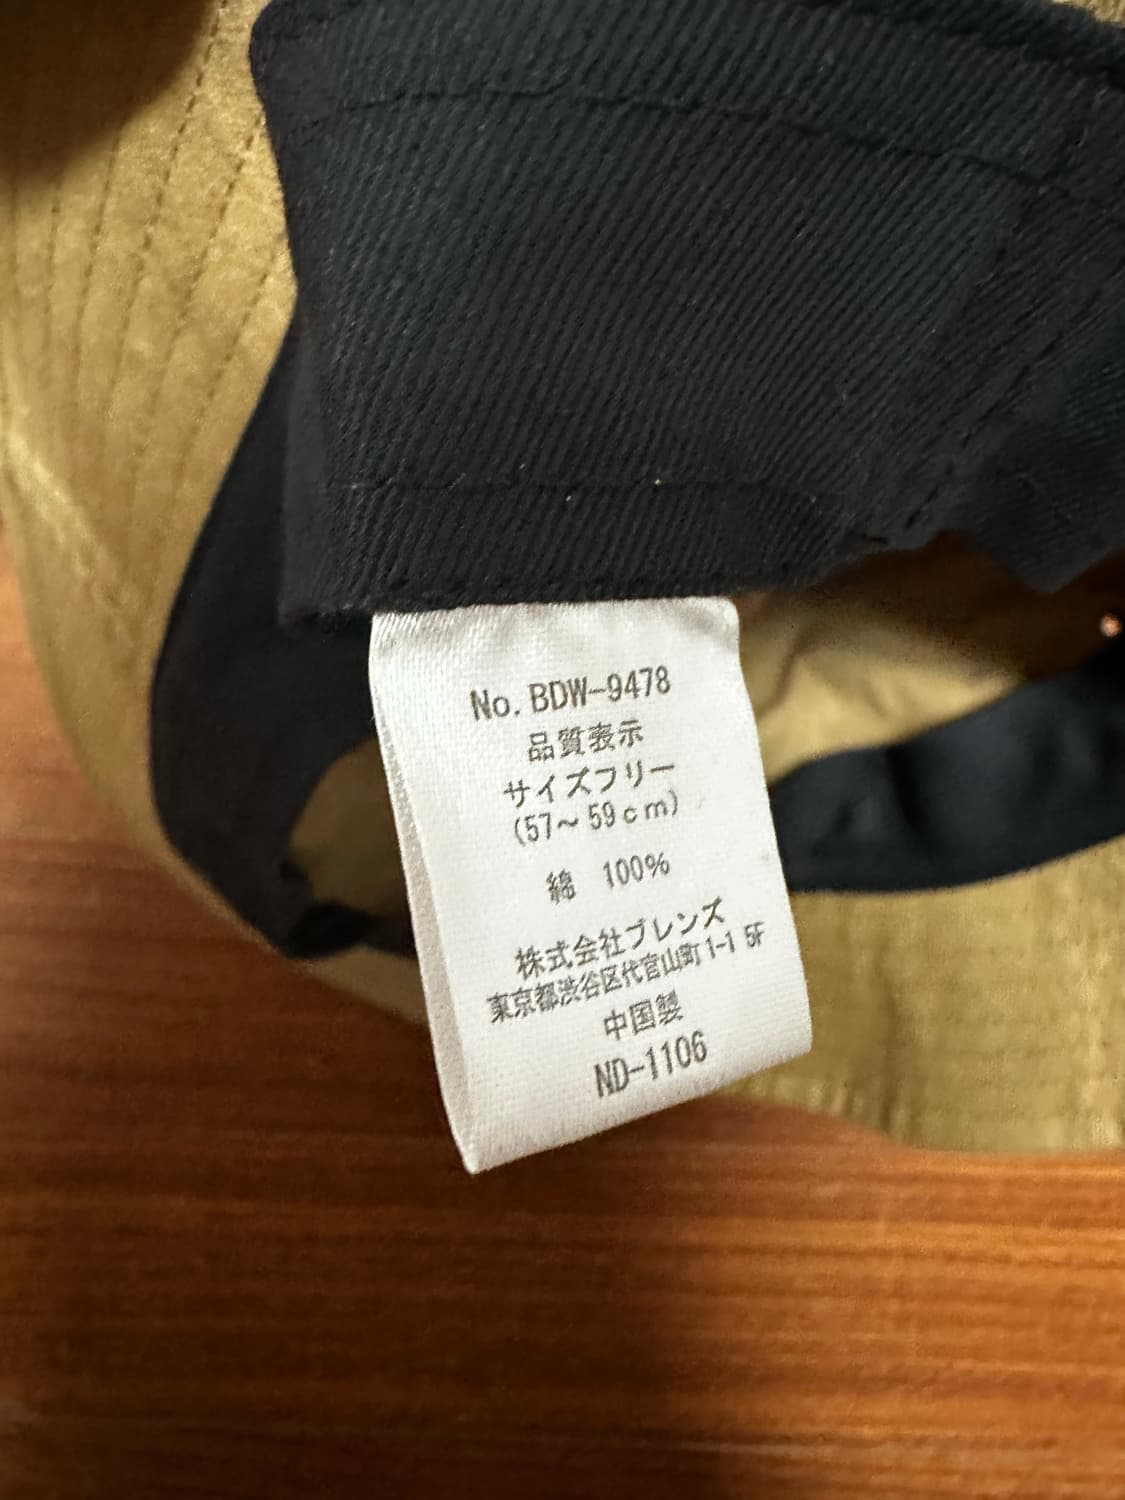 No. BDW-9478
品質表示
サイズフリー
(57～59cm)
綿 100%
株式会社ブレンズ
東京都渋谷区代官山町1-1 5F
中国製
ND-1106